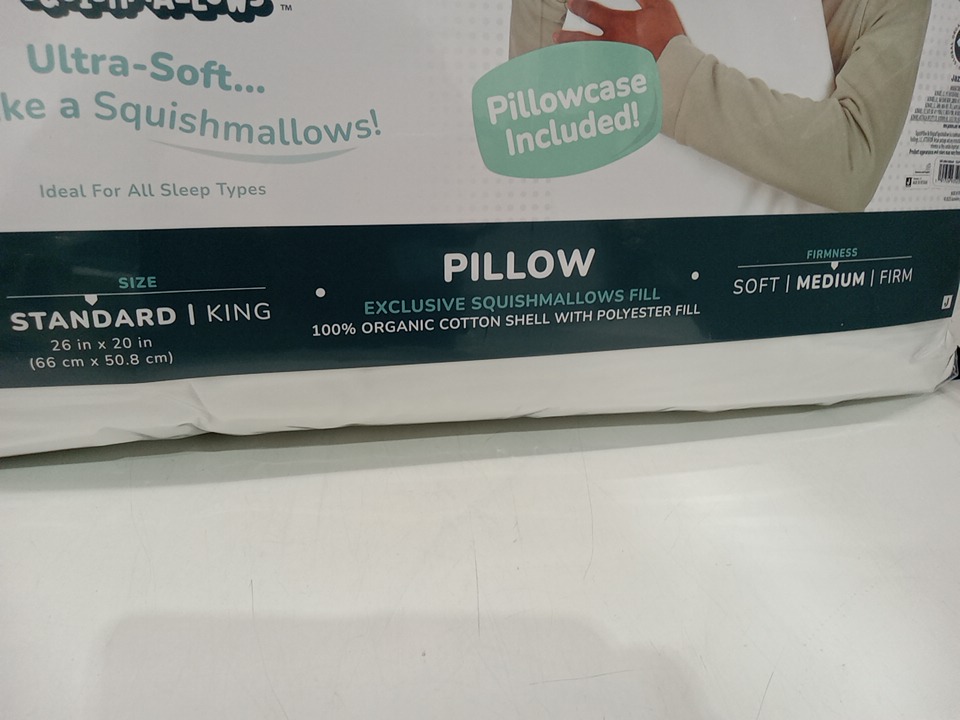 SQUISHMALLOWS™
Ultra-Soft...
ke a Squishmallows!
Ideal For All Sleep Types
Pillowcase
Included!
SIZE
STANDARD | KING
26 in x 20 in
(66 cm x 50.8 cm)
PILLOW
EXCLUSIVE SQUISHMALLOWS FILL
100% ORGANIC COTTON SHELL WITH POLYESTER FILL
FIRMNESS
SOFT | MEDIUM | FIRM